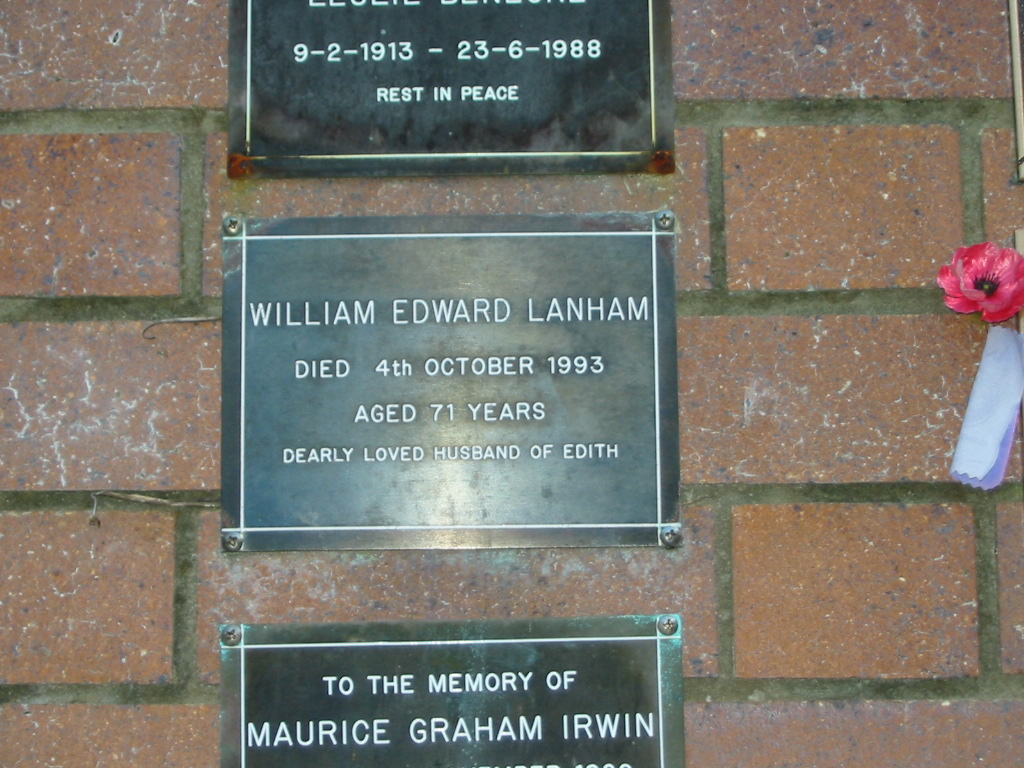 LESLIE
9-2-1913 - 23-6-1988
REST IN PEACE
WILLIAM EDWARD LANHAM
DIED 4th OCTOBER 1993
AGED 71 YEARS
DEARLY LOVED HUSBAND OF EDITH
TO THE MEMORY OF
MAURICE GRAHAM IRWIN